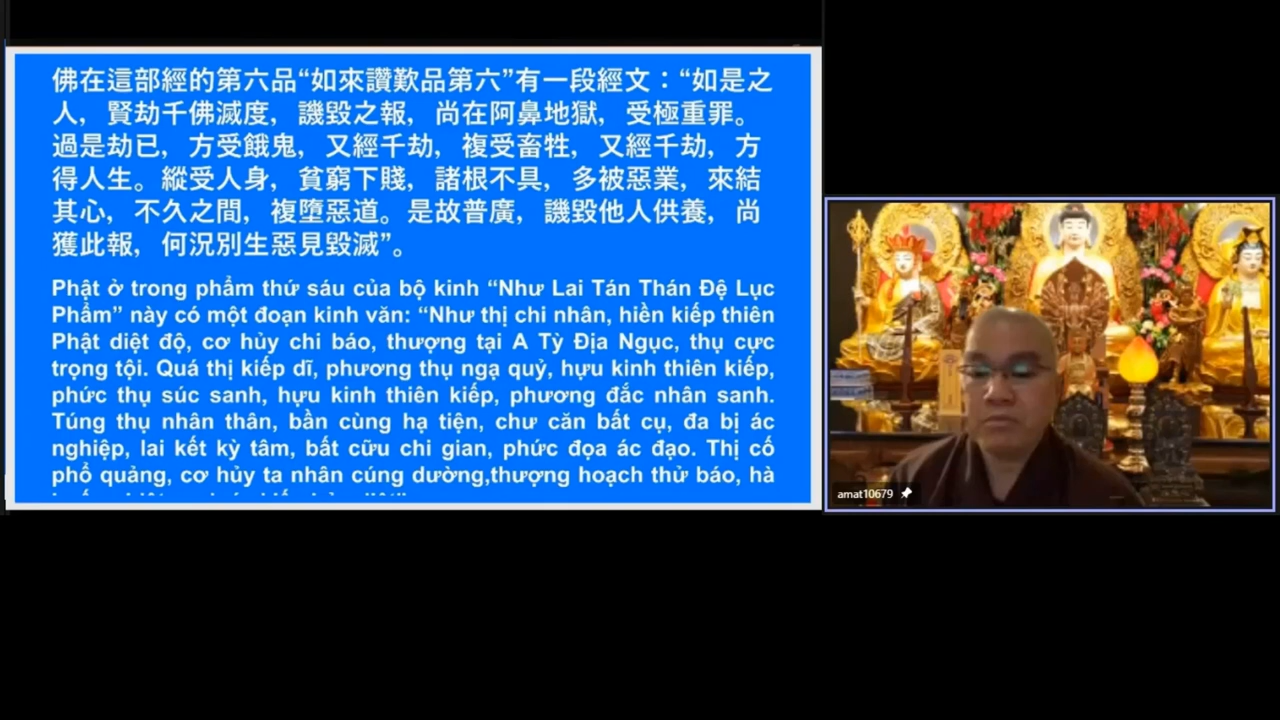 佛在這部經的第六品“如來讚歎品第六”有一段經文：“如是之
人，賢劫千佛滅度，譏毀之報，尚在阿鼻地獄，受極重罪。
過是劫已，方受餓鬼，又經千劫，複受畜牲，又經千劫，方
得人生。縱受人身，貧窮下賤，諸根不具，多被惡業，來結
其心，不久之間，複墮惡道。是故普廣，譏毀他人供養，尚
獲此報，何況別生惡見毀滅”。
Phật ở trong phẩm thứ sáu của bộ kinh “Như Lai Tán Thán Đệ Lục
Phẩm” này có một đoạn kinh văn: “Như thị chi nhân, hiền kiếp thiên
Phật diệt độ, cơ hủy chi báo, thượng tại A Tỳ Địa Ngục, thụ cực
trọng tội. Quá thị kiếp dĩ, phương thụ ngạ quỷ, hựu kinh thiên kiếp,
phức thụ súc sanh, hựu kinh thiên kiếp, phương đắc nhân sanh.
Túng thụ nhân thân, bần cùng hạ tiện, chư căn bất cụ, đa bị ác
nghiệp, lai kết kỳ tâm, bất cữu chi gian, phức đọa ác đạo. Thị cố
phổ quảng, cơ hủy ta nhân cúng dường,thượng hoạch thử báo, hà
amat10679